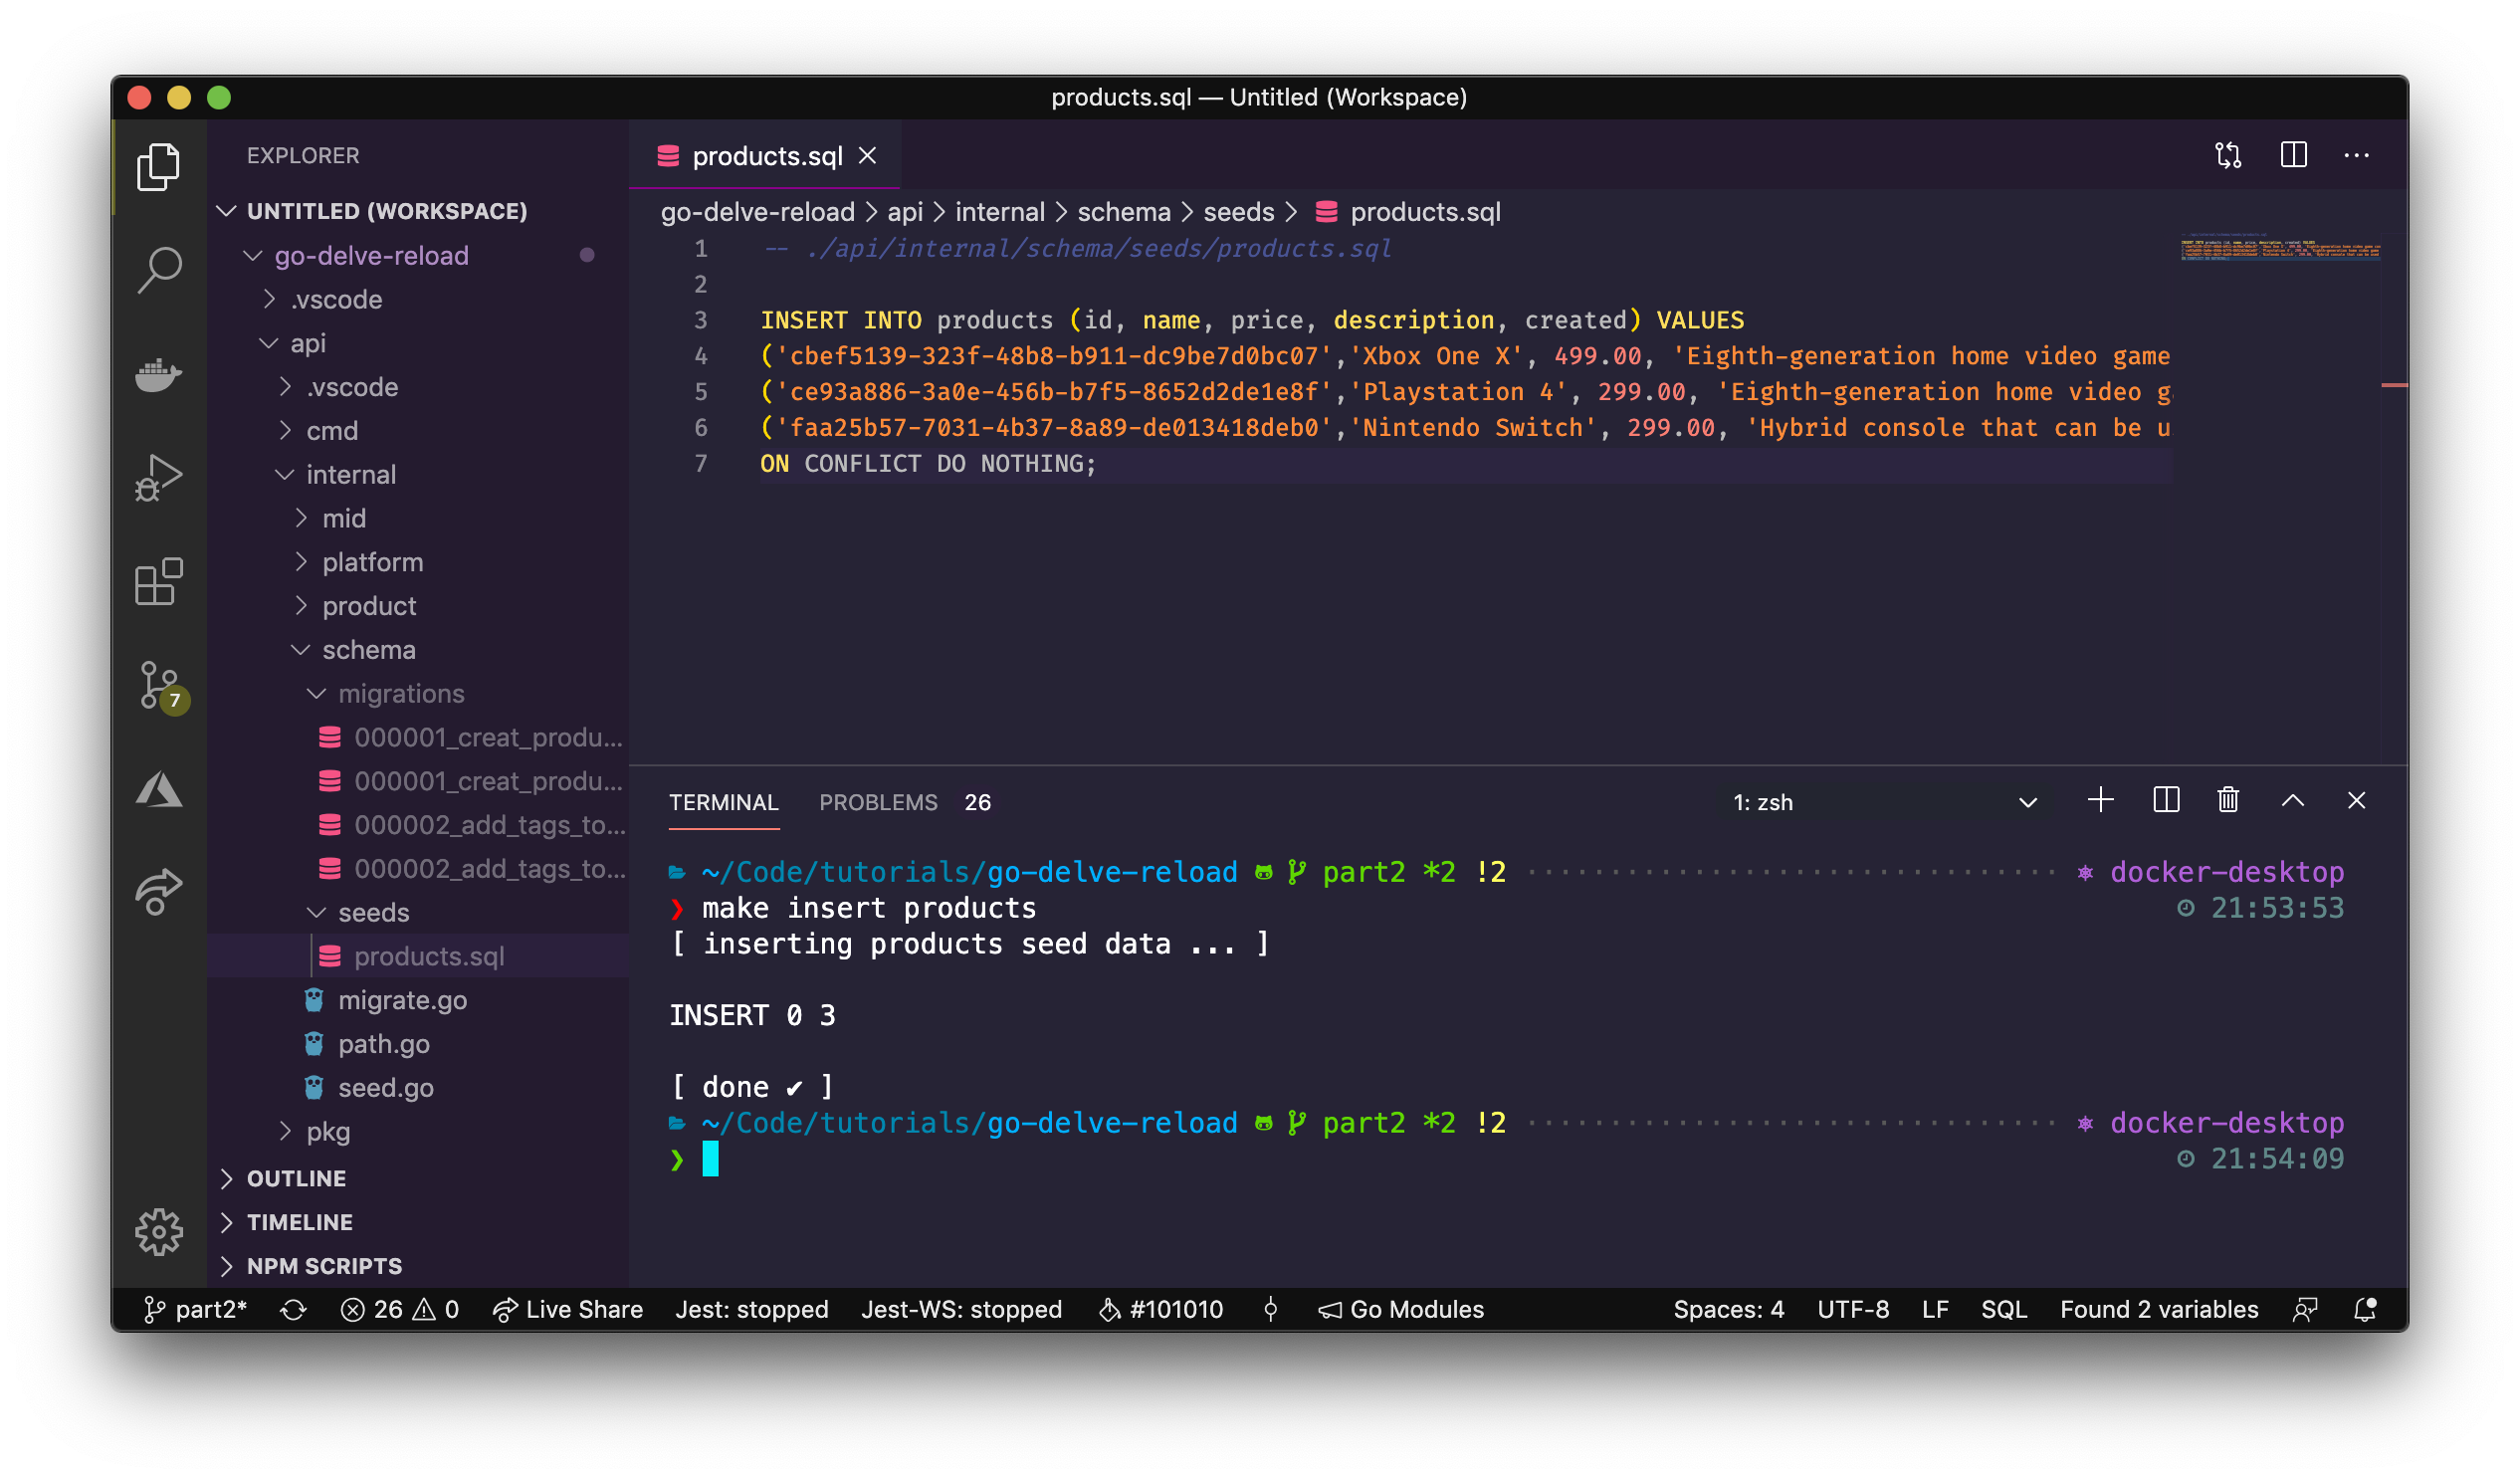 products.sql — Untitled (Workspace)
EXPLORER
UNTITLED (WORKSPACE)
go-delve-reload
.vscode
api
.vscode
cmd
internal
mid
platform
product
schema
migrations
000001_creat_produ...
000001_creat_produ...
000002_add_tags_to...
000002_add_tags_to...
seeds
products.sql
migrate.go
path.go
seed.go
pkg
OUTLINE
TIMELINE
NPM SCRIPTS
7
products.sql
go-delve-reload > api > internal > schema > seeds > products.sql
1 -- ./api/internal/schema/seeds/products.sql
2
3 INSERT INTO products (id, name, price, description, created) VALUES
4 ('cbef5139-323f-48b8-b911-dc9be7d0bc07','Xbox One X', 499.00, 'Eighth-generation home video game
5 ('ce93a886-3a0e-456b-b7f5-8652d2de1e8f','Playstation 4', 299.00, 'Eighth-generation home video g
6 ('faa25b57-7031-4b37-8a89-de013418deb0','Nintendo Switch', 299.00, 'Hybrid console that can be u
7 ON CONFLICT DO NOTHING;
TERMINAL PROBLEMS 26 1: zsh
~/Code/tutorials/go-delve-reload part2 *2 !2 docker-desktop
❯ make insert products 21:53:53
[ inserting products seed data ... ]
INSERT 0 3
[ done ✔ ]
~/Code/tutorials/go-delve-reload part2 *2 !2 docker-desktop
❯ 21:54:09
part2* 26 0 Live Share Jest: stopped Jest-WS: stopped #101010 Go Modules Spaces: 4 UTF-8 LF SQL Found 2 variables